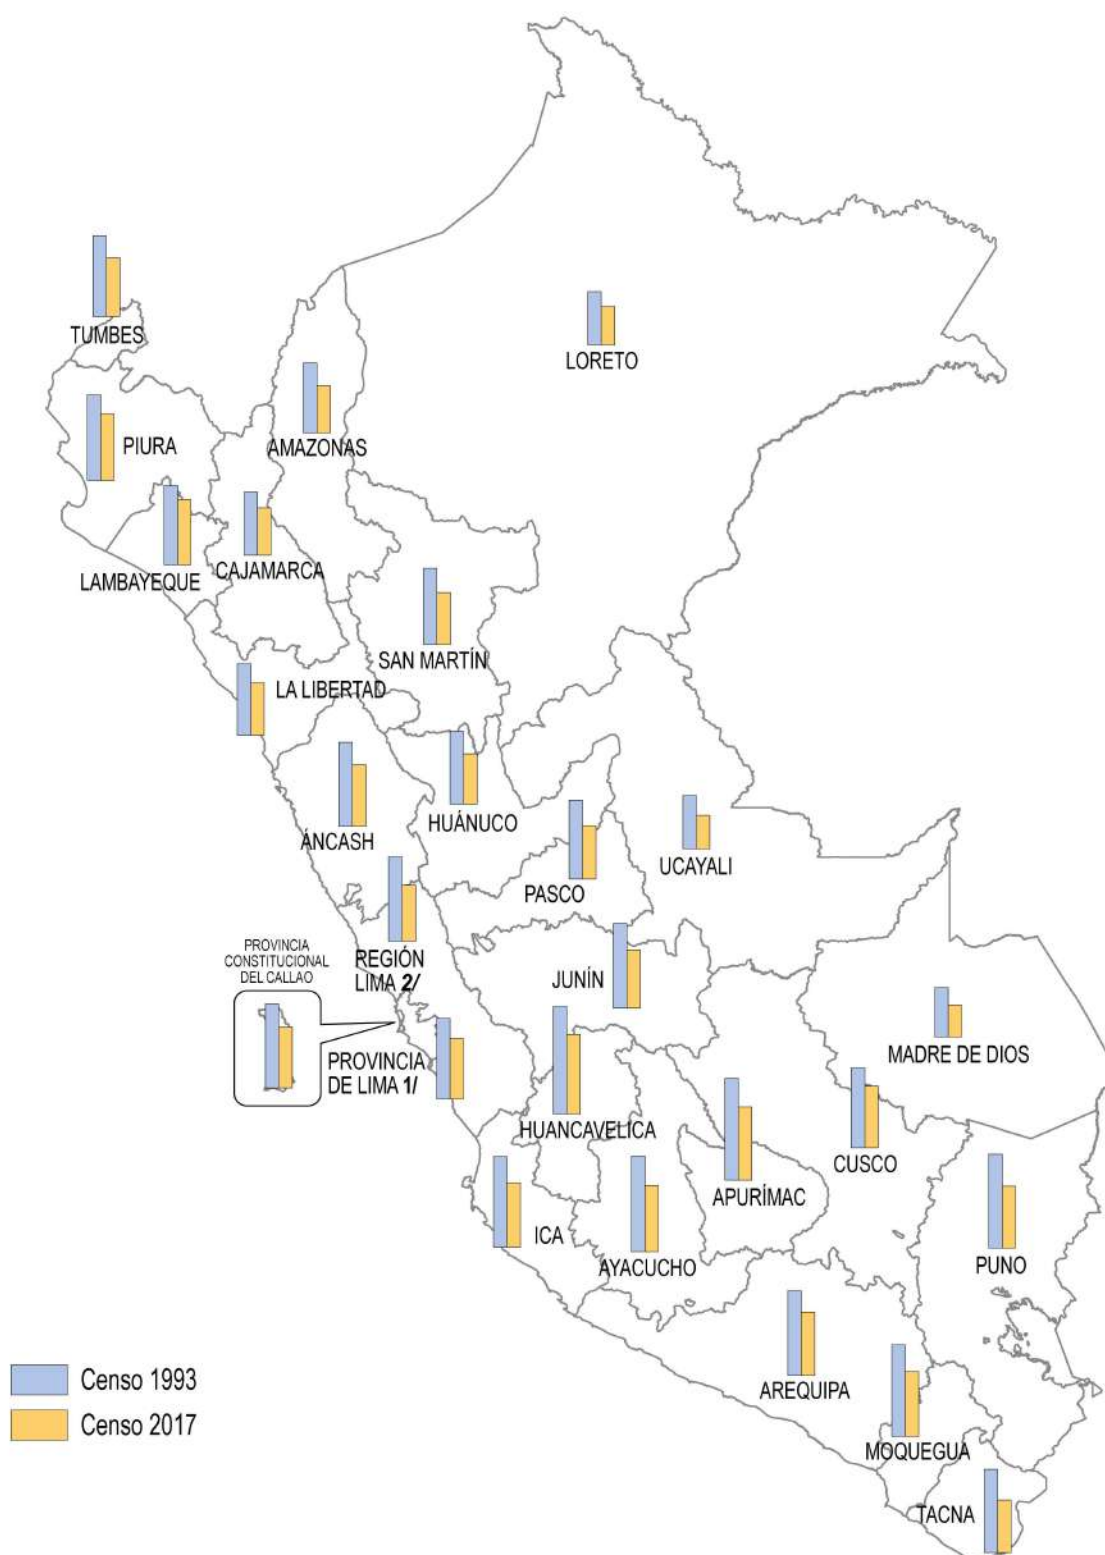 TUMBES
LORETO
AMAZONAS
PIURA
CAJAMARCA
LAMBAYEQUE
SAN MARTÍN
LA LIBERTAD
HUÁNUCO
ÁNCASH
UCAYALI
PASCO
PROVINCIA
CONSTITUCIONAL
DEL CALLAO
REGIÓN
LIMA 2/
JUNÍN
MADRE DE DIOS
PROVINCIA
DE LIMA 1/
HUANCAVELICA
CUSCO
APURÍMAC
ICA
AYACUCHO
PUNO
AREQUIPA
MOQUEGUA
TACNA
Censo 1993
Censo 2017